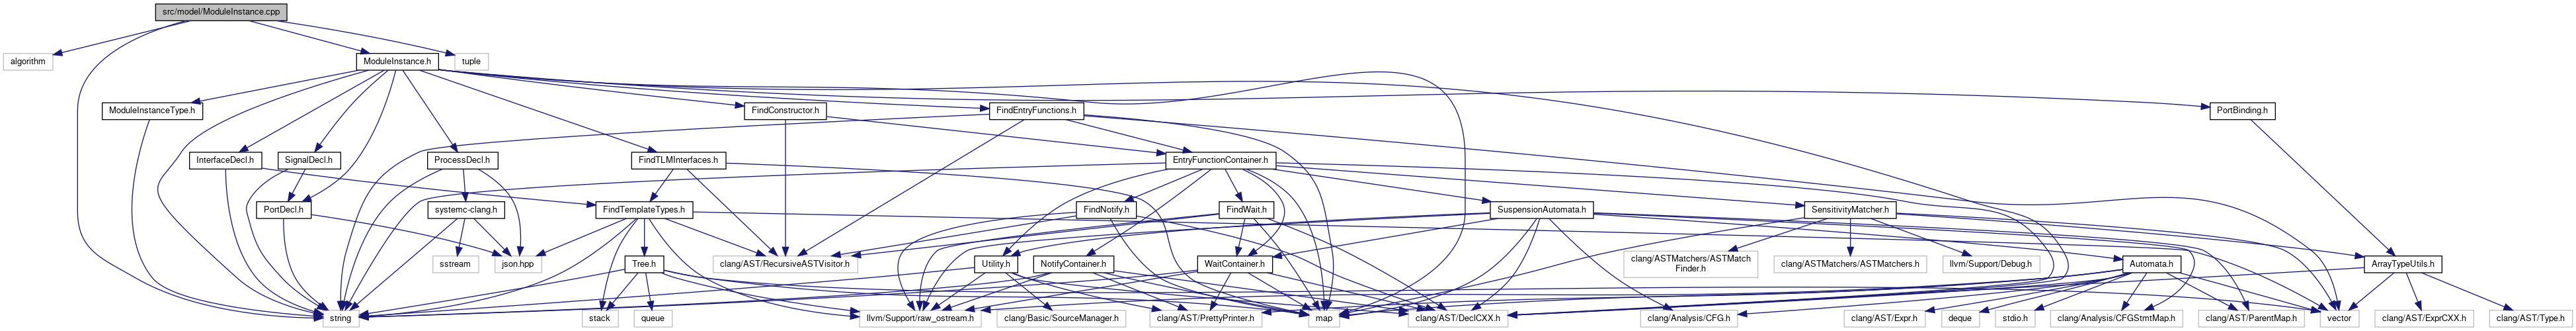 src/model/ModuleInstance.cpp
algorithm
ModuleInstance.h
tuple
ModuleInstanceType.h
FindConstructor.h
FindEntryFunctions.h
PortBinding.h
InterfaceDecl.h
SignalDecl.h
ProcessDecl.h
FindTLMInterfaces.h
EntryFunctionContainer.h
PortDecl.h
systemc-clang.h
FindTemplateTypes.h
FindNotify.h
FindWait.h
SuspensionAutomata.h
SensitivityMatcher.h
sstream
json.hpp
Tree.h
clang/AST/RecursiveASTVisitor.h
Utility.h
NotifyContainer.h
WaitContainer.h
clang/ASTMatchers/ASTMatch
Finder.h
clang/ASTMatchers/ASTMatchers.h
llvm/Support/Debug.h
Automata.h
ArrayTypeUtils.h
string
stack
queue
llvm/Support/raw_ostream.h
clang/Basic/SourceManager.h
clang/AST/PrettyPrinter.h
map
clang/AST/DeclCXX.h
clang/Analysis/CFG.h
clang/AST/Expr.h
deque
stdio.h
clang/Analysis/CFGStmtMap.h
clang/AST/ParentMap.h
vector
clang/AST/ExprCXX.h
clang/AST/Type.h